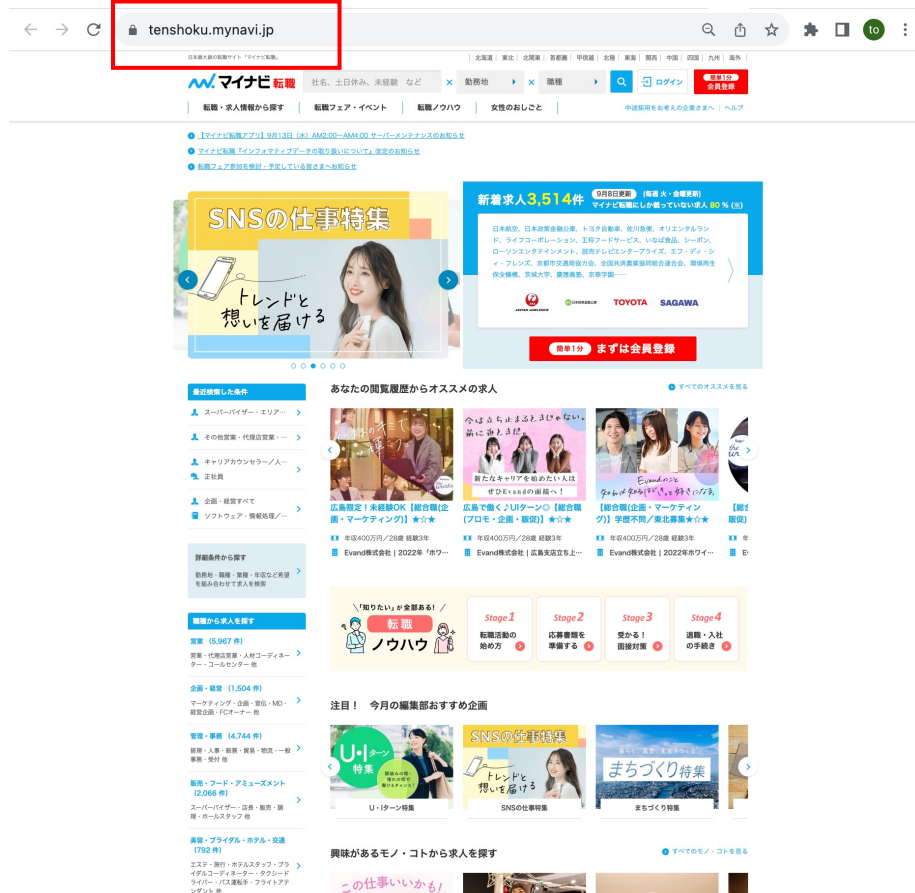 tenshoku.mynavi.jp
to
日本最大級の転職サイト「マイナビ転職」
北海道 東北 北関東 首都圏 甲信越 北陸 東海 関西 中国 四国 九州 海外
マイナビ転職
社名、土日休み、未経験 など
×
勤務地
×
職種
ログイン
簡単1分
会員登録
転職・求人情報から探す
転職フェア・イベント
転職ノウハウ
女性のおしごと
中途採用をお考えの企業さまへ
ヘルプ
【マイナビ転職アプリ】9月13日（水）AM2:00〜AM4:00 サーバーメンテナンスのお知らせ
マイナビ転職『インフォマティブデータの取り扱いについて』改定のお知らせ
転職フェア参加を検討・予定している皆さまへお知らせ
SNSの仕事特集
トレンドと
想いを届ける
新着求人3,514件
9月8日更新 (毎週 火・金曜更新)
マイナビ転職にしか載っていない求人 80 % (※)
日本航空、日本政策金融公庫、トヨタ自動車、佐川急便、オリエンタルラン
ド、ライフコーポレーション、王将フードサービス、いなば食品、シーボン、
ローソンエンタテインメント、読売テレビエンタープライズ、エフ・ディ・シ
ィ・フレンズ、京都市交通局協力会、全国共済農業協同組合連合会、環境再生
保全機構、茨城大学、慶應義塾、京華学園……
JAPAN AIRLINES
日本政策金融公庫
TOYOTA
SAGAWA
簡単1分 まずは会員登録
最近検索した条件
スーパーバイザー・エリア…
その他営業・代理店営業・…
キャリアカウンセラー／人…
正社員
企画・経営すべて
ソフトウェア・情報処理／…
詳細条件から探す
勤務地・職種・業種・年収など希望
を組み合わせて求人を検索
職種から求人を探す
営業 （5,967 件）
営業・代理店営業・人材コーディネー
ター・コールセンター 他
企画・経営 （1,504 件）
マーケティング・企画・宣伝・MD・
経営企画・FCオーナー 他
管理・事務 （4,744 件）
経理・人事・総務・貿易・物流・一般
事務・受付 他
販売・フード・アミューズメント
（2,066 件）
スーパーバイザー・店長・販売・調
理・ホールスタッフ 他
美容・ブライダル・ホテル・交通
（792 件）
エステ・旅行・ホテルスタッフ・ブラ
イダルコーディネーター・タクシード
ライバー・バス運転手・フライトアテ
ンダント 他
あなたの閲覧履歴からオススメの求人
すべてのオススメを見る
今は立ち止まるときじゃない。
前に進むときだ。
新たなキャリアを始めたい人は
ぜひEvandの面接へ！
Evandのこと
広島限定！未経験OK【総合職(企
画・マーケティング)】★☆★
年収400万円／28歳 経験3年
Evand株式会社｜2022年「ホワ…
広島で働く♪UIターン◎【総合職
(プロモ・企画・販促)】★☆★
年収400万円／28歳 経験3年
Evand株式会社｜広島支店立ち上…
【総合職(企画・マーケティン
グ)】学歴不問／東北募集★☆★
年収400万円／28歳 経験3年
Evand株式会社｜2022年ホワイ…
「知りたい」が全部ある！
転職
ノウハウ
Stage 1
転職活動の
始め方
Stage 2
応募書類を
準備する
Stage 3
受かる！
面接対策
Stage 4
退職・入社
の手続き
注目！ 今月の編集部おすすめ企画
U・Iターン
特集
U・Iターン特集
SNSの仕事特集
トレンドと
想いを届ける
SNSの仕事特集
まちづくり特集
まちづくり特集
興味があるモノ・コトから求人を探す
すべてのモノ・コトを見る
この仕事いいかも!